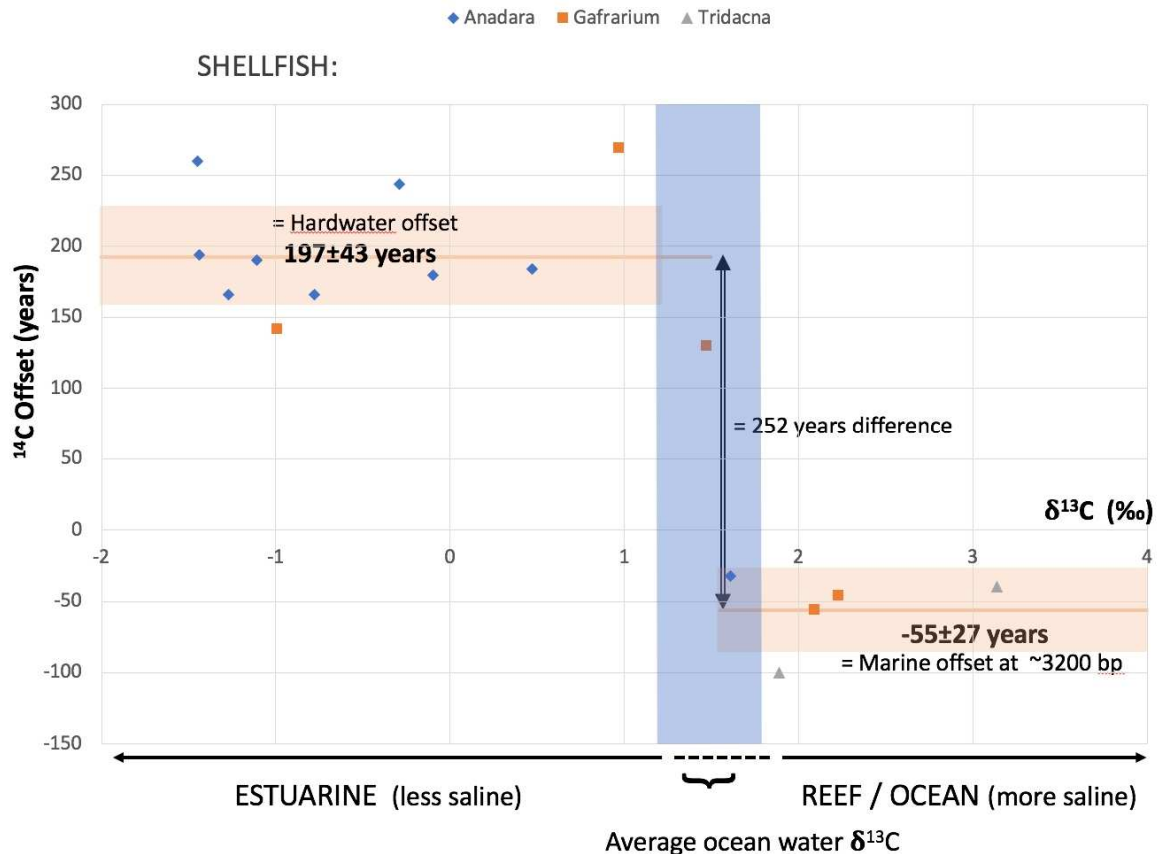 Anadara Gafrarium Tridacna
SHELLFISH:
300
250
200
150
100
50
0
-50
-100
-150
¹⁴C Offset (years)
= Hardwater offset
197±43 years
= 252 years difference
δ¹³C (‰)
-2 -1 0 1 2 3 4
-55±27 years
= Marine offset at ~3200 bp
ESTUARINE (less saline)
REEF / OCEAN (more saline)
Average ocean water δ¹³C